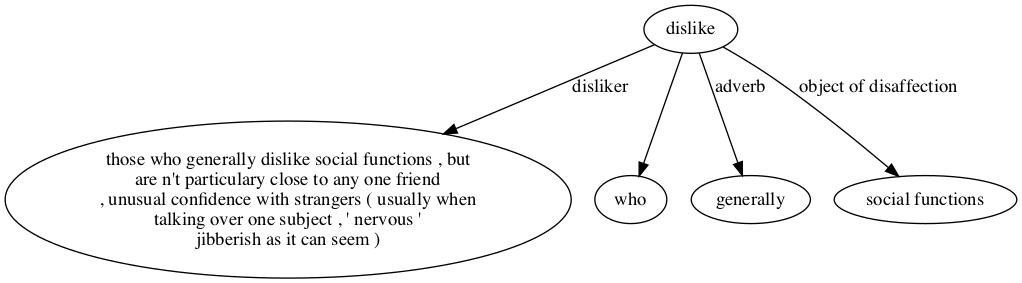 dislike
disliker
adverb
object of disaffection
those who generally dislike social functions , but
are n't particulary close to any one friend
, unusual confidence with strangers ( usually when
talking over one subject , ' nervous '
jibberish as it can seem )
who
generally
social functions